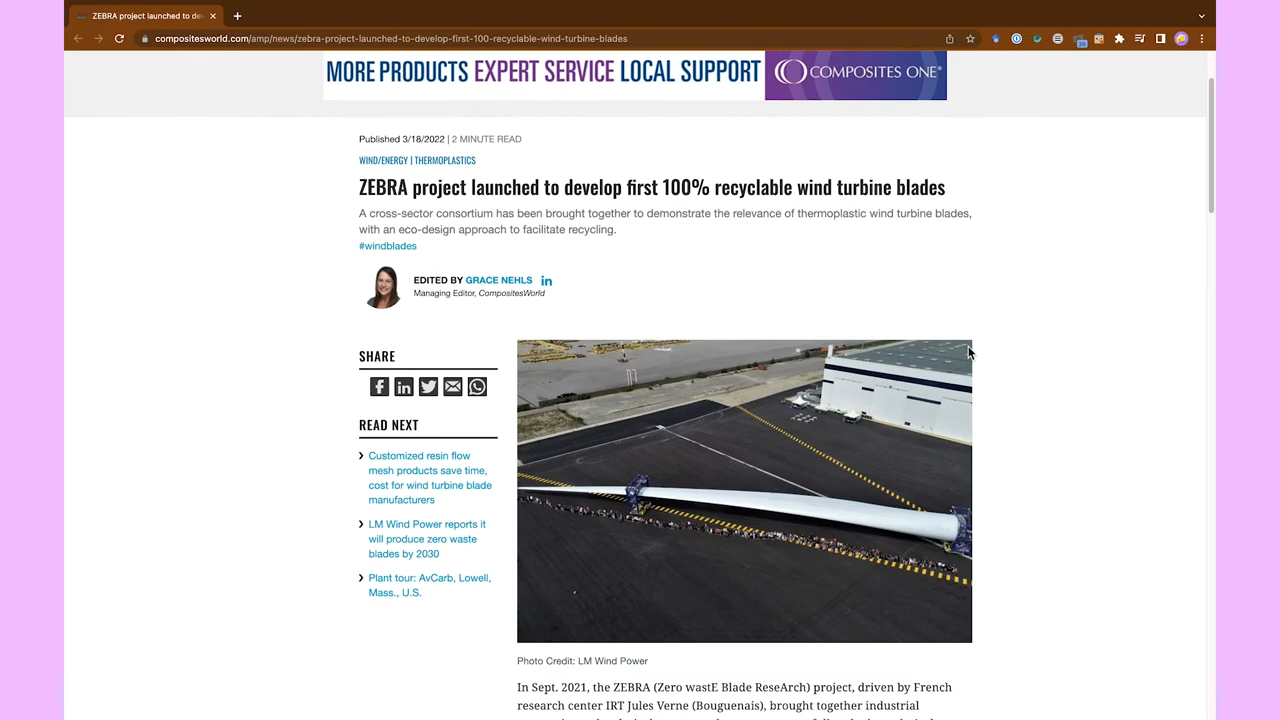 ZEBRA project launched to de
compositesworld.com/amp/news/zebra-project-launched-to-develop-first-100-recyclable-wind-turbine-blades
MORE PRODUCTS EXPERT SERVICE LOCAL SUPPORT
COMPOSITES ONE
Published 3/18/2022 | 2 MINUTE READ
WIND/ENERGY | THERMOPLASTICS
ZEBRA project launched to develop first 100% recyclable wind turbine blades
A cross-sector consortium has been brought together to demonstrate the relevance of thermoplastic wind turbine blades,
with an eco-design approach to facilitate recycling.
#windblades
EDITED BY GRACE NEHLS in
Managing Editor, CompositesWorld
SHARE
READ NEXT
Customized resin flow
mesh products save time,
cost for wind turbine blade
manufacturers
LM Wind Power reports it
will produce zero waste
blades by 2030
Plant tour: AvCarb, Lowell,
Mass., U.S.
Photo Credit: LM Wind Power
In Sept. 2021, the ZEBRA (Zero wastE Blade ReseArch) project, driven by French
research center IRT Jules Verne (Bouguenais), brought together industrial